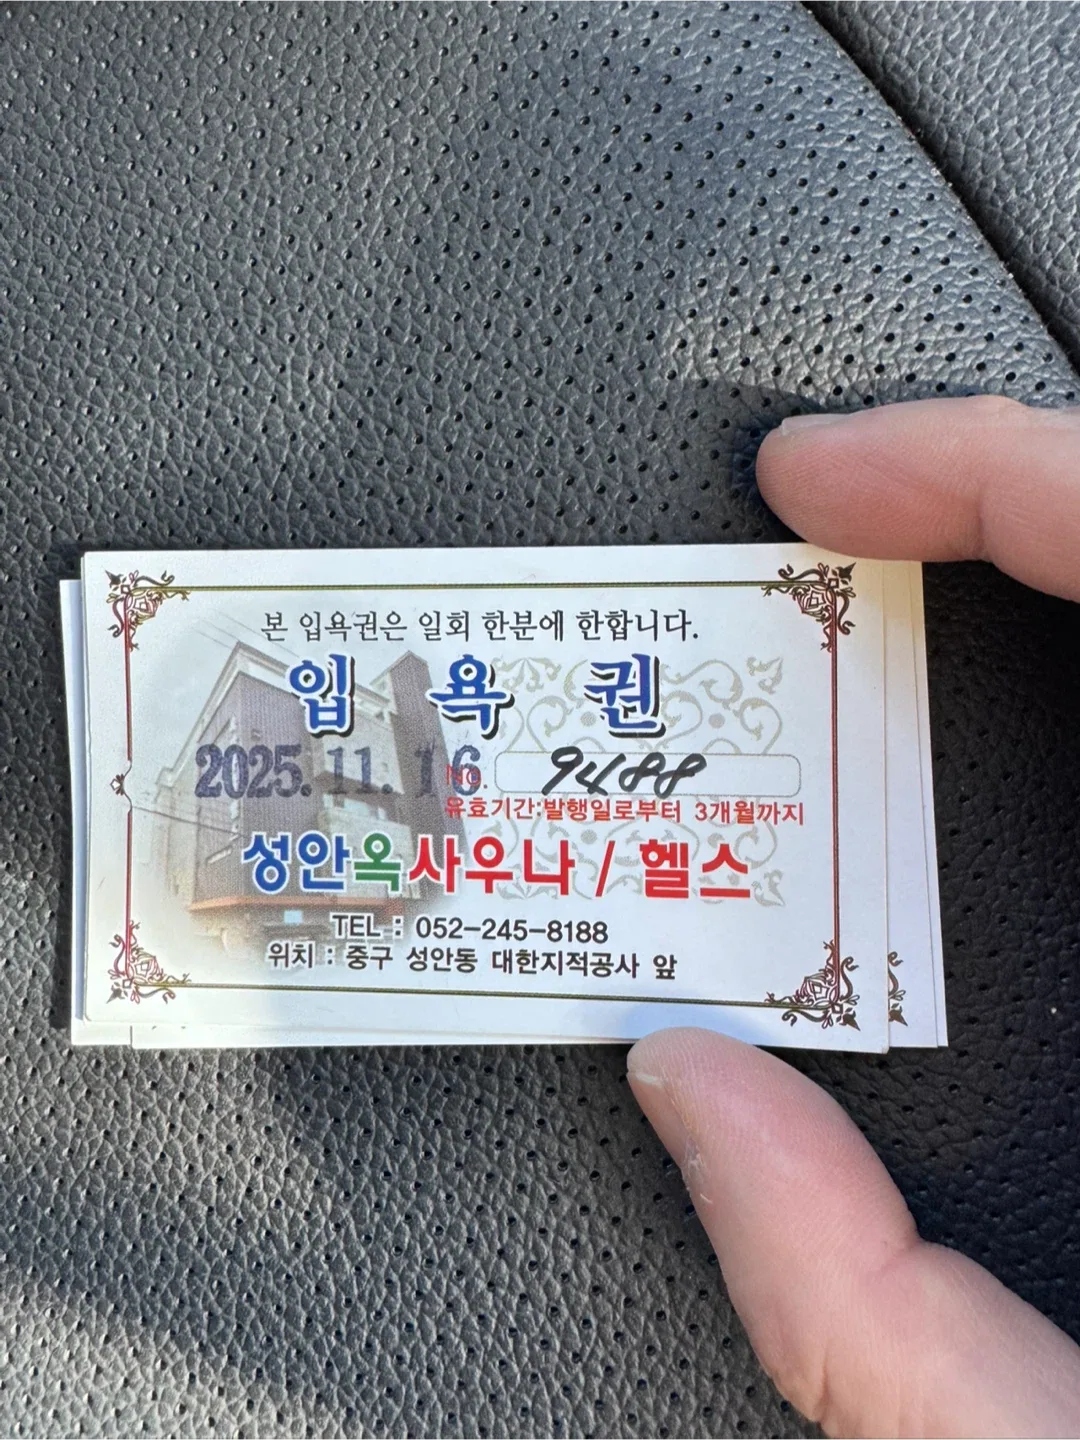 본 입욕권은 일회 한분에 한합니다.
입 욕 권
2025. 11. 16
No. 9488
유효기간:발행일로부터 3개월까지
성안옥사우나 / 헬스
TEL : 052-245-8188
위치 : 중구 성안동 대한지적공사 앞